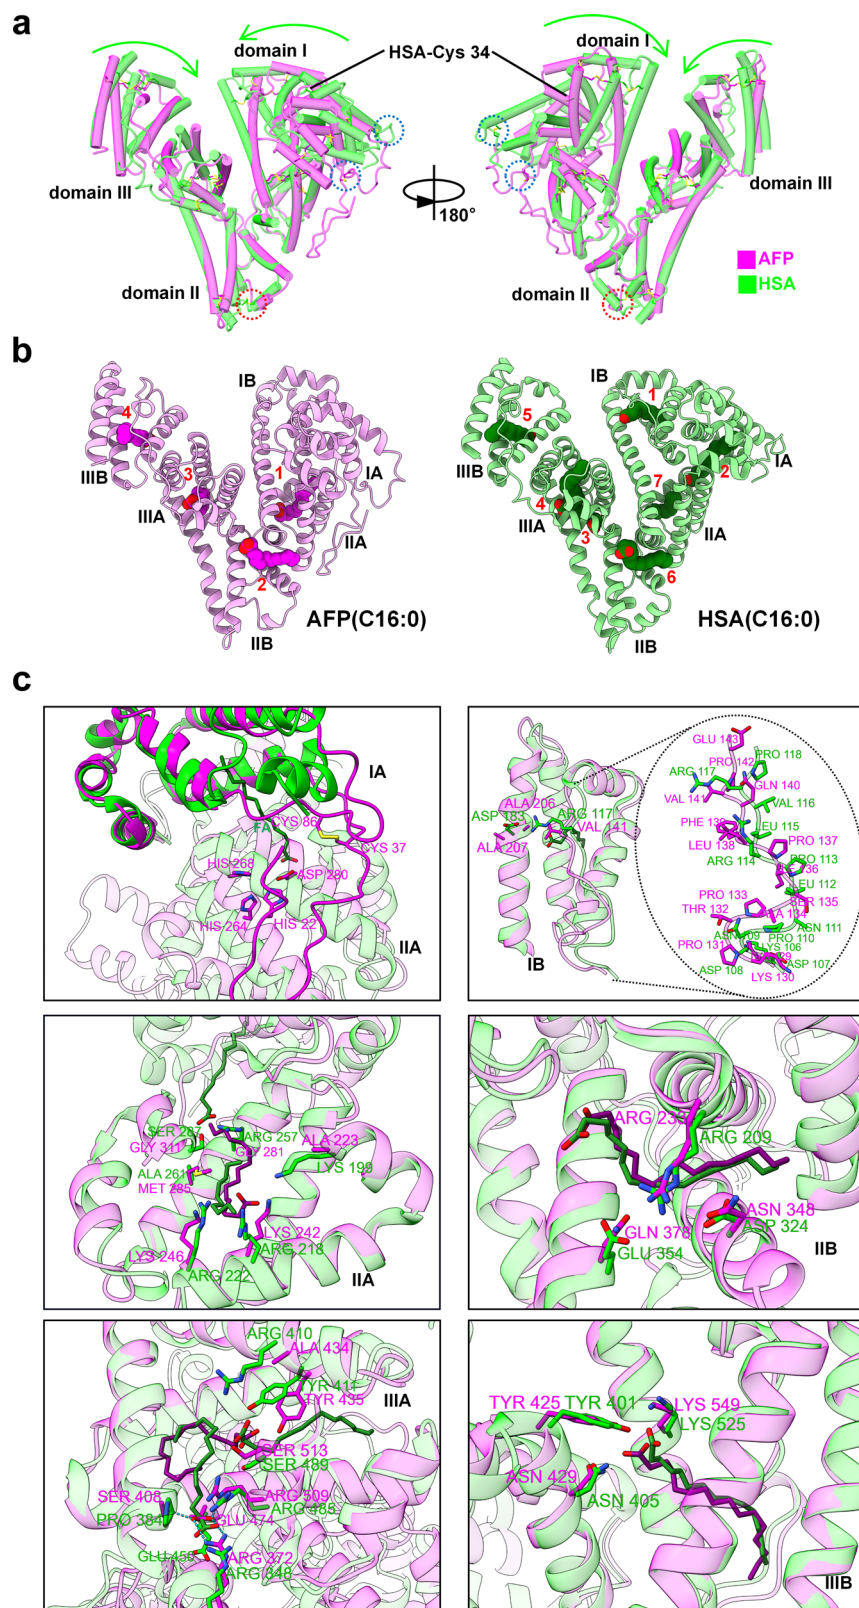 a
domain I
HSA-Cys 34
domain I
domain III
domain III
180°
domain II
domain II
AFP
HSA
b
IB
4
IIIB
3
1
IA
IIIA
IIA
2
IIB
AFP(C16:0)
IB
1
5
IIIB
2
IA
4
7
IIIA
3
IIA
6
IIB
HSA(C16:0)
c
IA
FA
CYS 86
CYS 37
HIS 268
ASP 280
HIS 264
HIS 22
IIA
GLU 143
PRO 142
PRO 118
ARG 117
GLN 140
VAL 141
VAL 116
ALA 206
ASP 183
ARG 117
VAL 141
ALA 207
LEU 115
LEU 138
PRO 137
ARG 114
PRO 113
136
LEU 112
PRO 133
SER 135
THR 132
ALA 134
ASN 111
ASN 109
PRO 110
PRO 131
LYS 106
ASP 108
ASP 107
LYS 130
IB
SER 287
ARG 257
GLY 311
GLY 281
ALA 223
ALA 261
LYS 199
MET 285
LYS 242
LYS 246
ARG 218
ARG 222
IIA
ARG 233
ARG 209
ASN 348
GLN 378
ASP 324
GLU 354
IIB
ARG 410
ALA 434
TYR 411
TYR 435
IIIA
SER 513
SER 489
SER 408
ARG 509
ARG 485
PRO 384
GLU 474
GLU 450
ARG 372
ARG 348
TYR 425
TYR 401
LYS 549
LYS 525
ASN 429
ASN 405
IIIB